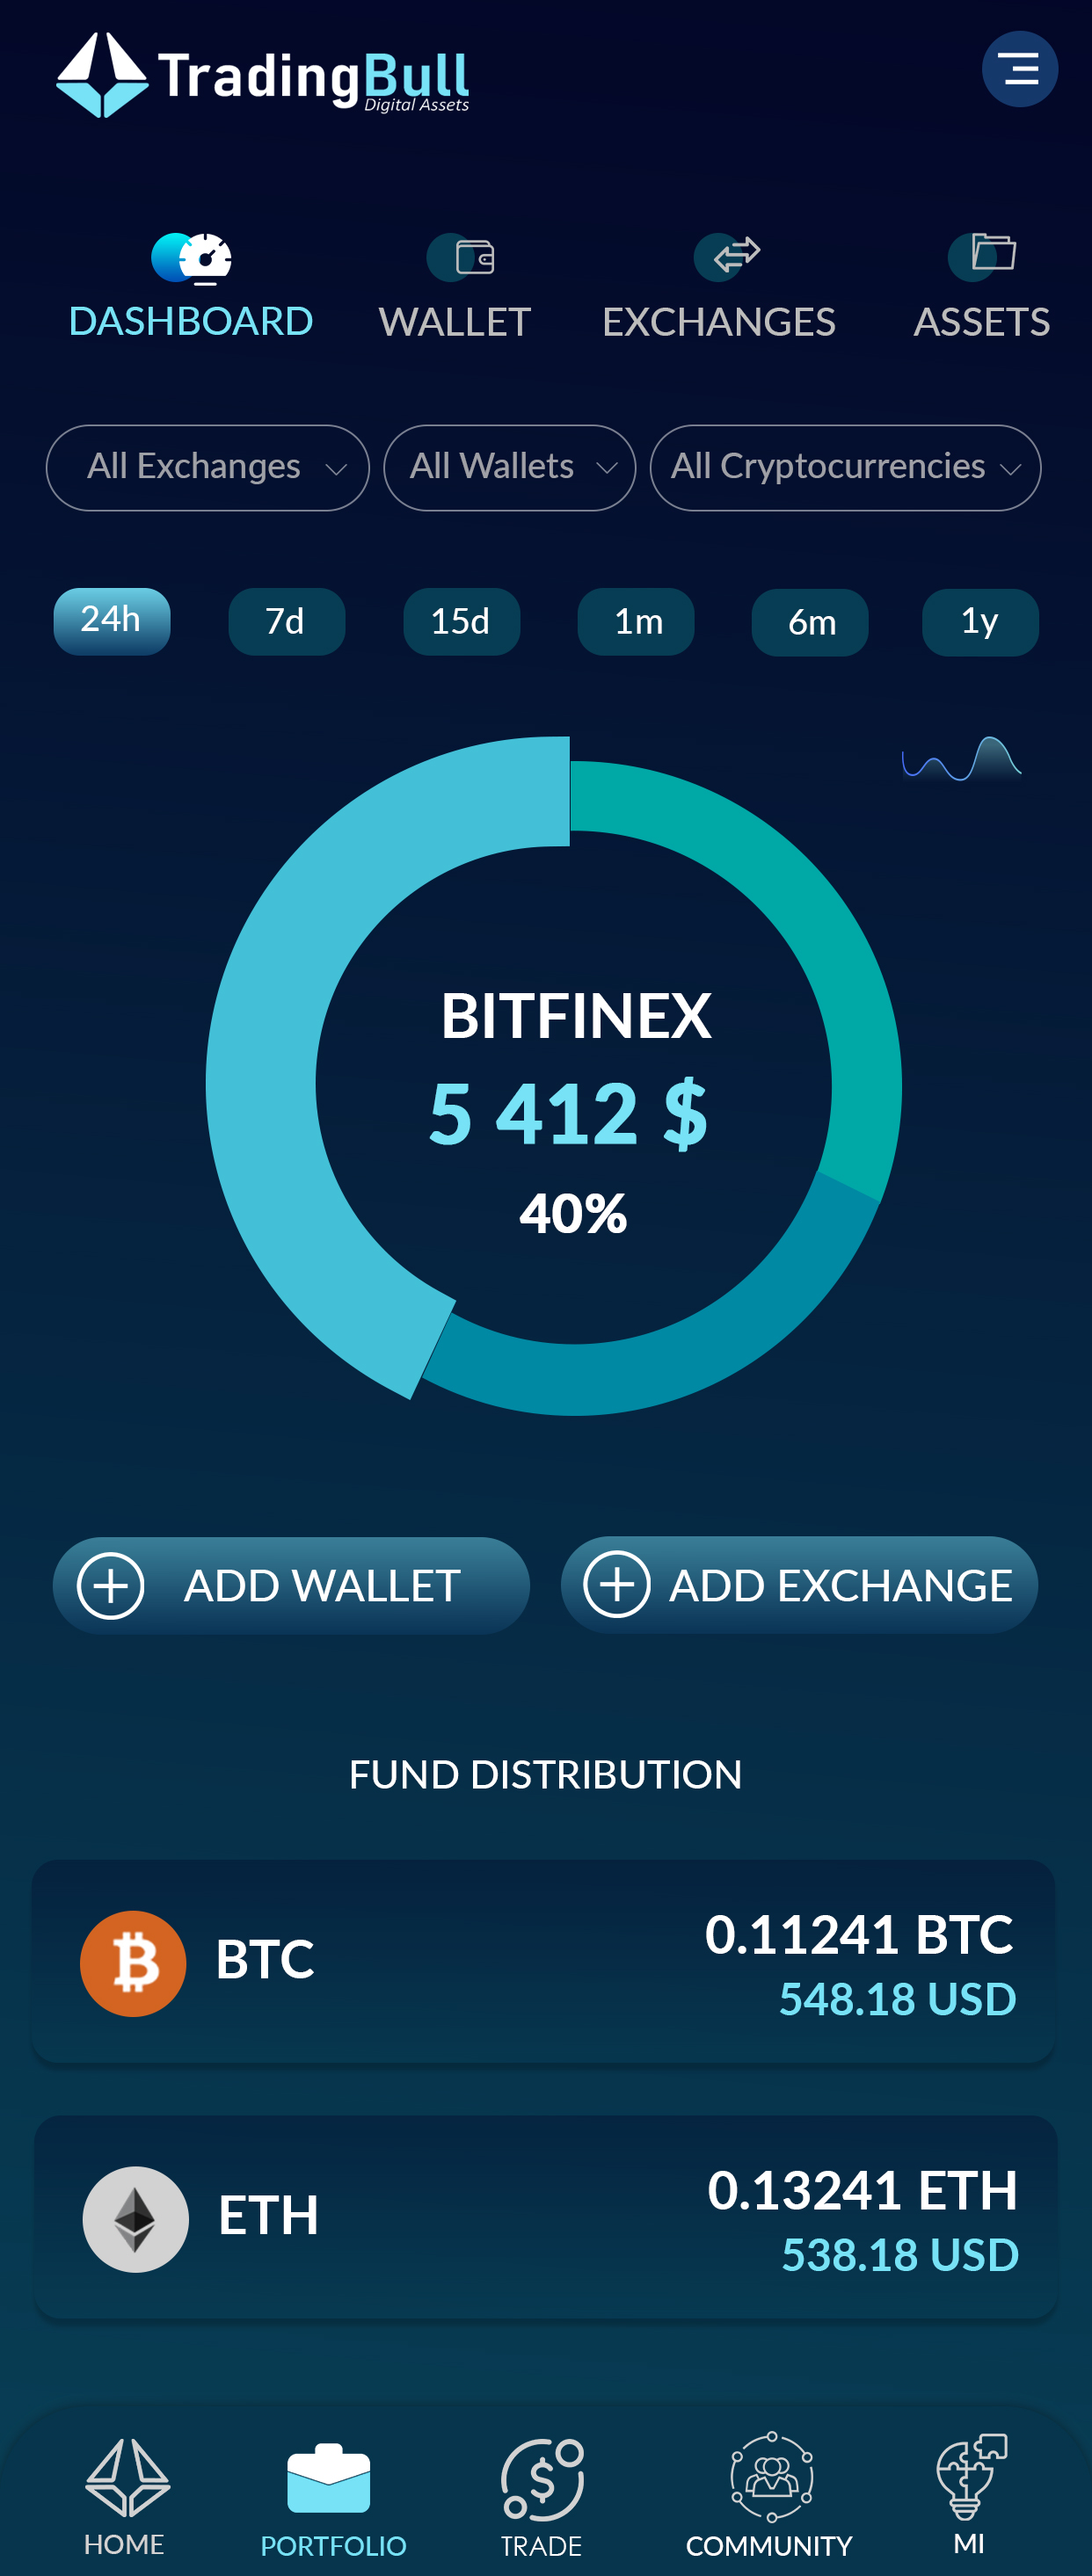 TradingBull
Digital Assets
DASHBOARD WALLET EXCHANGES ASSETS
All Exchanges All Wallets All Cryptocurrencies
24h 7d 15d 1m 6m 1y
BITFINEX
5 412 $
40%
ADD WALLET ADD EXCHANGE
FUND DISTRIBUTION
BTC
0.11241 BTC
548.18 USD
ETH
0.13241 ETH
538.18 USD
HOME PORTFOLIO TRADE COMMUNITY MI